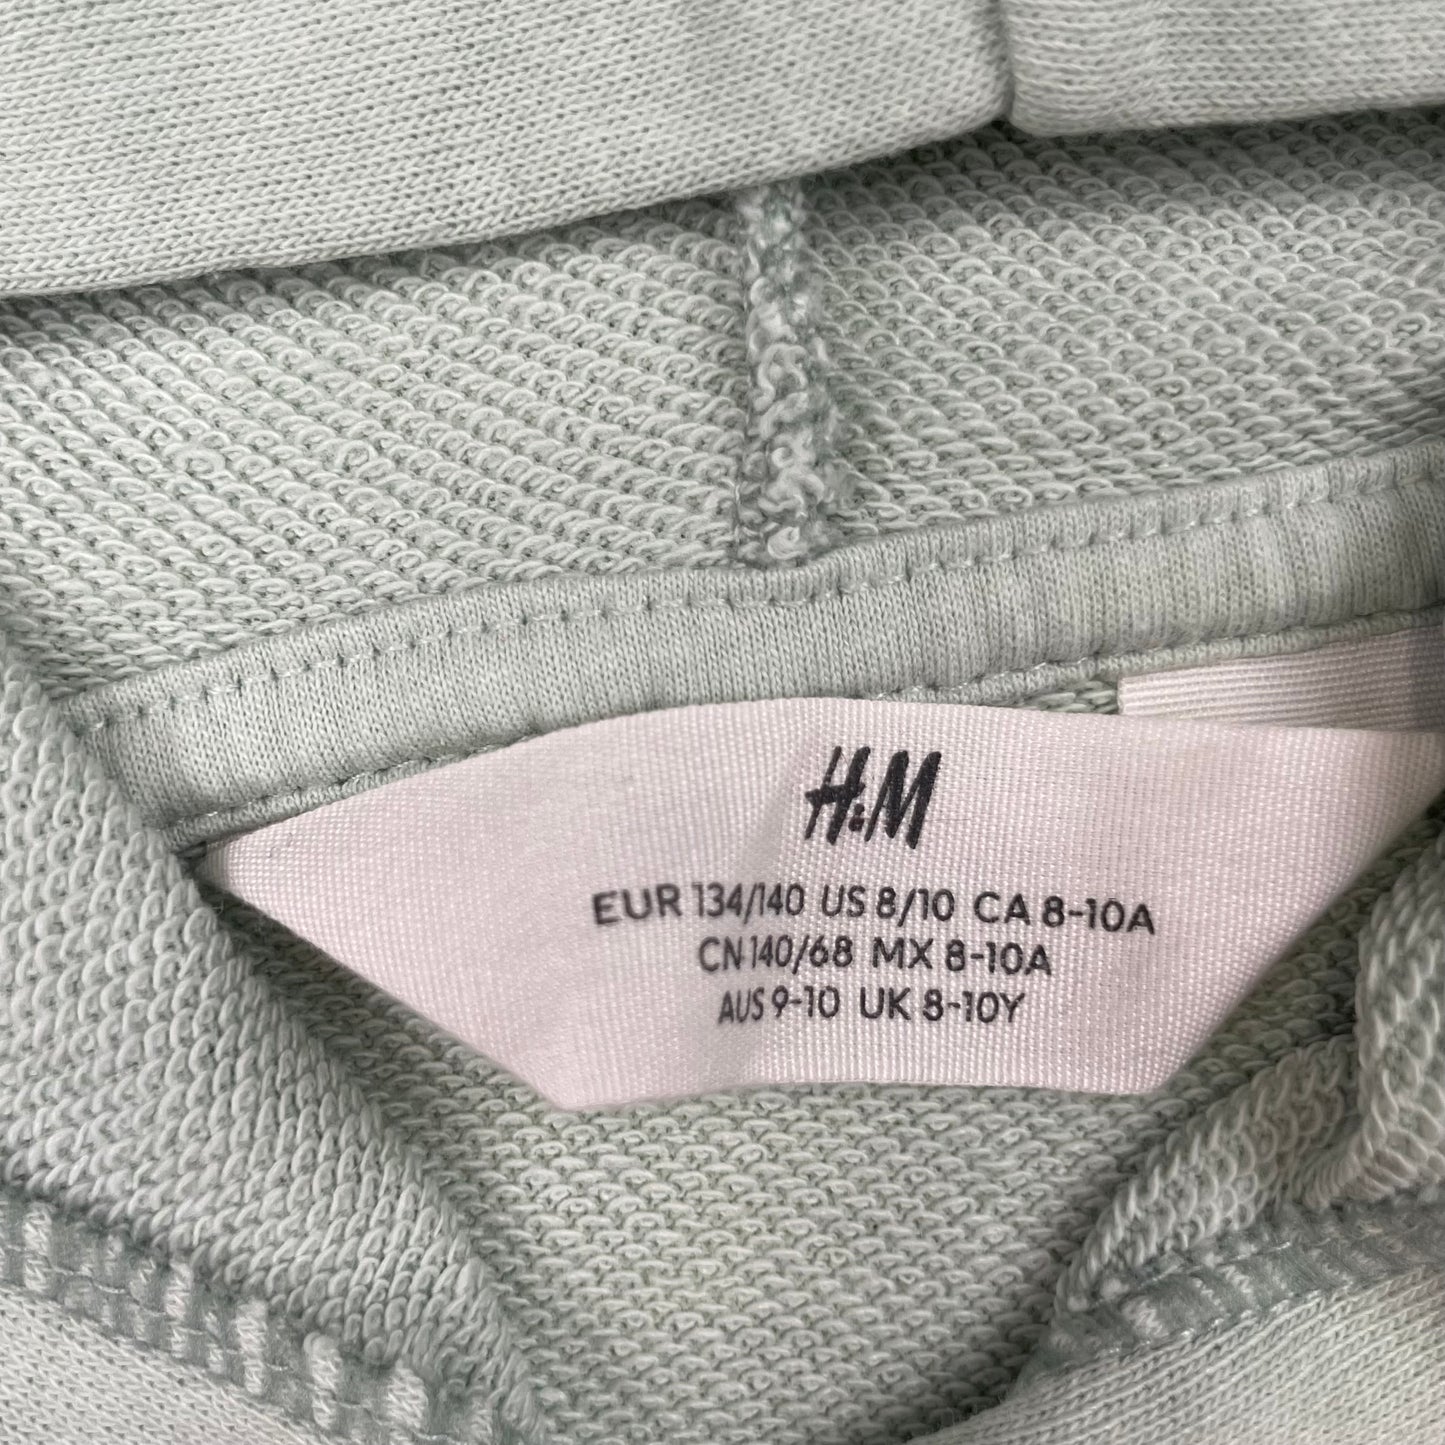 H&M
EUR 134/140 US 8/10 CA 8-10A
CN 140/68 MX 8-10A
AUS 9-10 UK 8-10Y